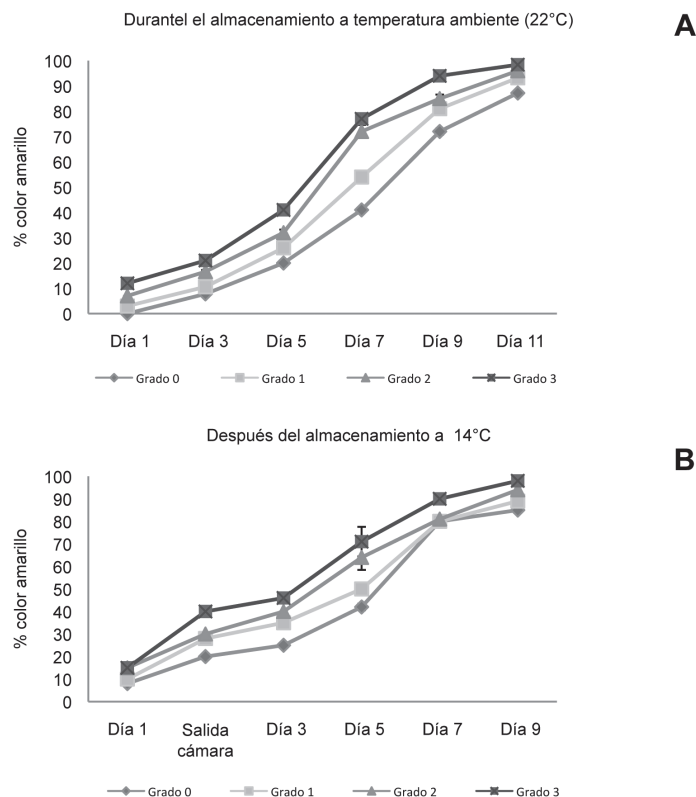 Durantel el almacenamiento a temperatura ambiente (22°C)
A
% color amarillo
100
90
80
70
60
50
40
30
20
10
0
Día 1 Día 3 Día 5 Día 7 Día 9 Día 11
Grado 0 Grado 1 Grado 2 Grado 3
Después del almacenamiento a 14°C
B
% color amarillo
100
90
80
70
60
50
40
30
20
10
0
Día 1 Salida Día 3 Día 5 Día 7 Día 9
cámara
Grado 0 Grado 1 Grado 2 Grado 3